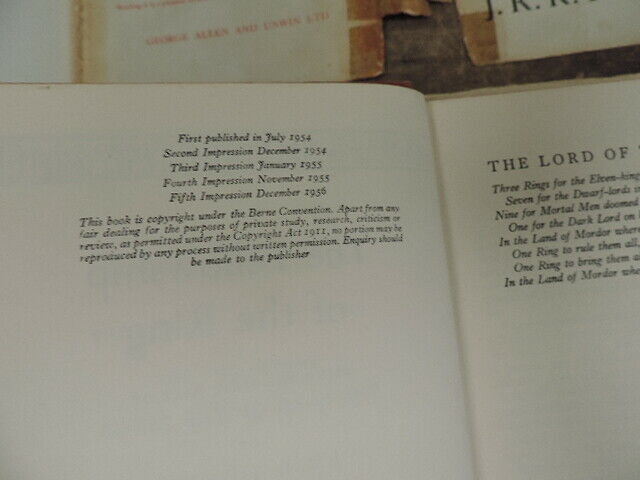 GEORGE ALLEN AND UNWIN LTD
J. R. R.
First published in July 1954
Second Impression December 1954
Third Impression January 1955
Fourth Impression November 1955
Fifth Impression December 1956
This book is copyright under the Berne Convention. Apart from any
fair dealing for the purposes of private study, research, criticism or
review, as permitted under the Copyright Act 1911, no portion may be
reproduced by any process without written permission. Enquiry should
be made to the publisher
THE LORD OF
Three Rings for the Elven-king
Seven for the Dwarf-lords
Nine for Mortal Men doomed
One for the Dark Lord on
In the Land of Mordor where
One Ring to rule them all
One Ring to bring them
In the Land of Mordor